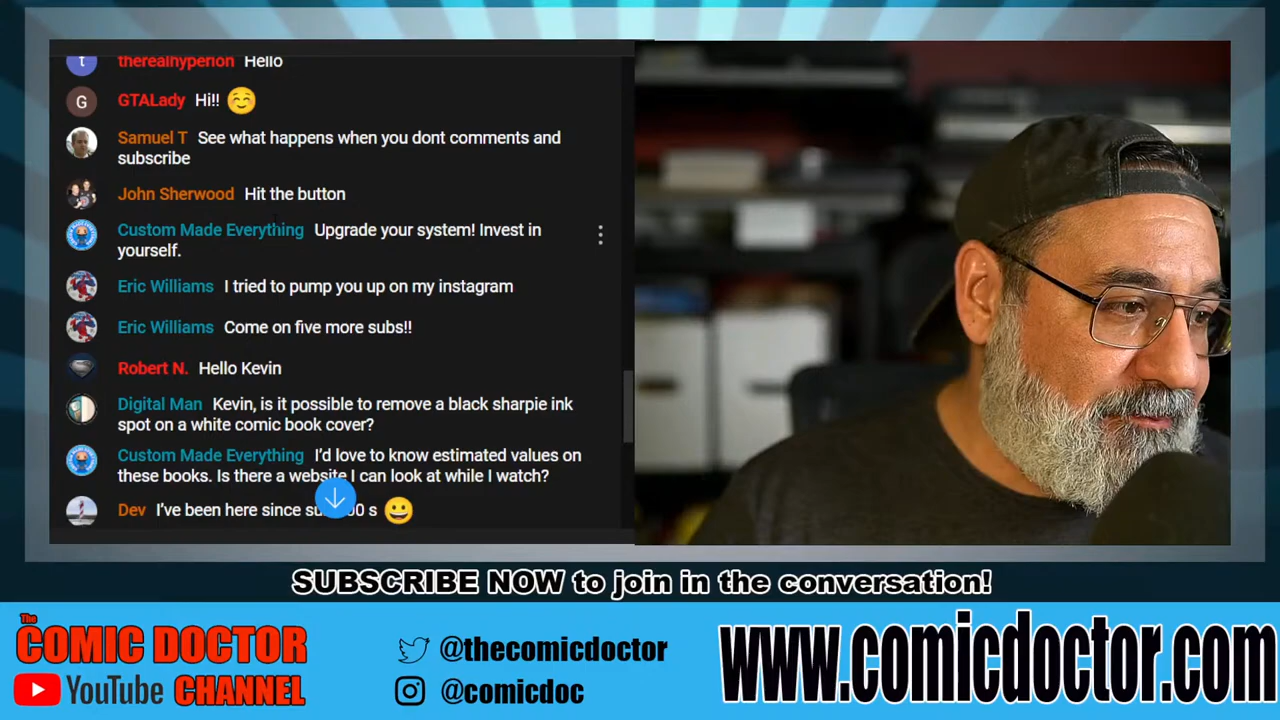 therealhyperion Hello
GTALady Hi!!
Samuel T See what happens when you dont comments and
subscribe
John Sherwood Hit the button
Custom Made Everything Upgrade your system! Invest in
yourself.
Eric Williams I tried to pump you up on my instagram
Eric Williams Come on five more subs!!
Robert N. Hello Kevin
Digital Man Kevin, is it possible to remove a black sharpie ink
spot on a white comic book cover?
Custom Made Everything I'd love to know estimated values on
these books. Is there a website I can look at while I watch?
Dev I've been here since s
t
G
SUBSCRIBE NOW to join in the conversation!
The
COMIC DOCTOR
YouTube CHANNEL
@thecomicdoctor
@comicdoc
www.comicdoctor.com